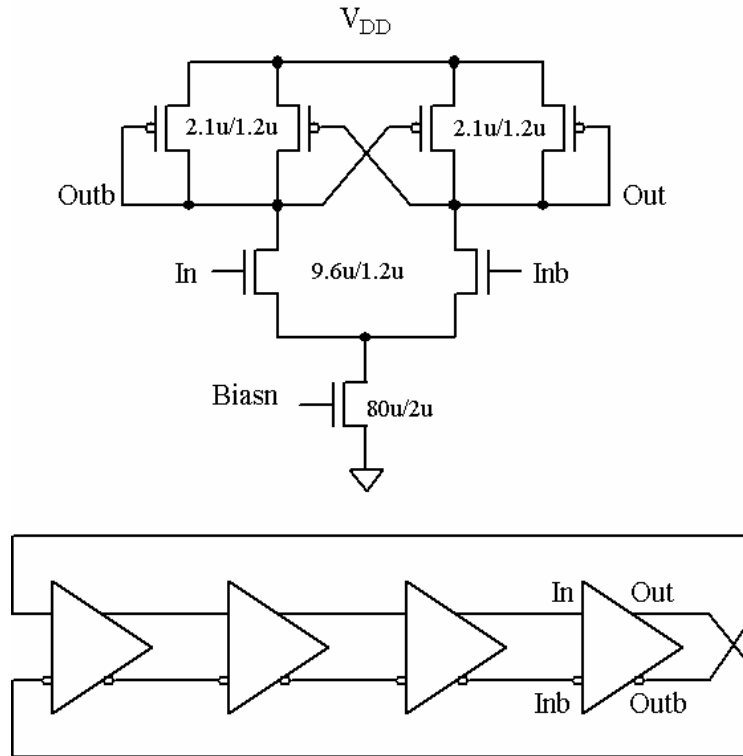 V_DD
2.1u/1.2u
2.1u/1.2u
Outb
Out
In
9.6u/1.2u
Inb
Biasn
80u/2u
In
Out
Inb
Outb